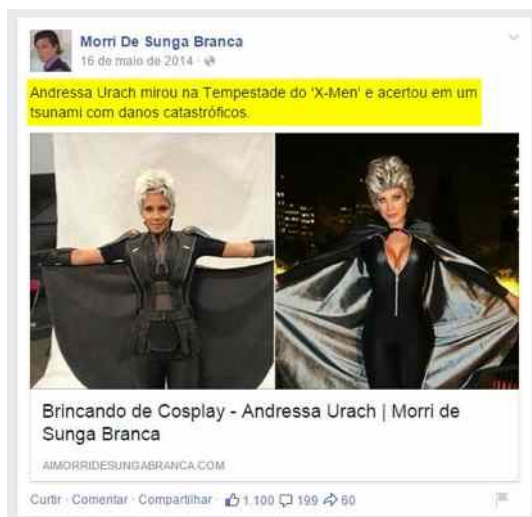 Morri De Sunga Branca
16 de maio de 2014 ·
Andressa Urach mirou na Tempestade do 'X-Men' e acertou em um
tsunami com danos catastróficos.
Brincando de Cosplay - Andressa Urach | Morri de
Sunga Branca
AIMORRIDESUNGABRANCA.COM
Curtir · Comentar · Compartilhar · 1.100 199 60